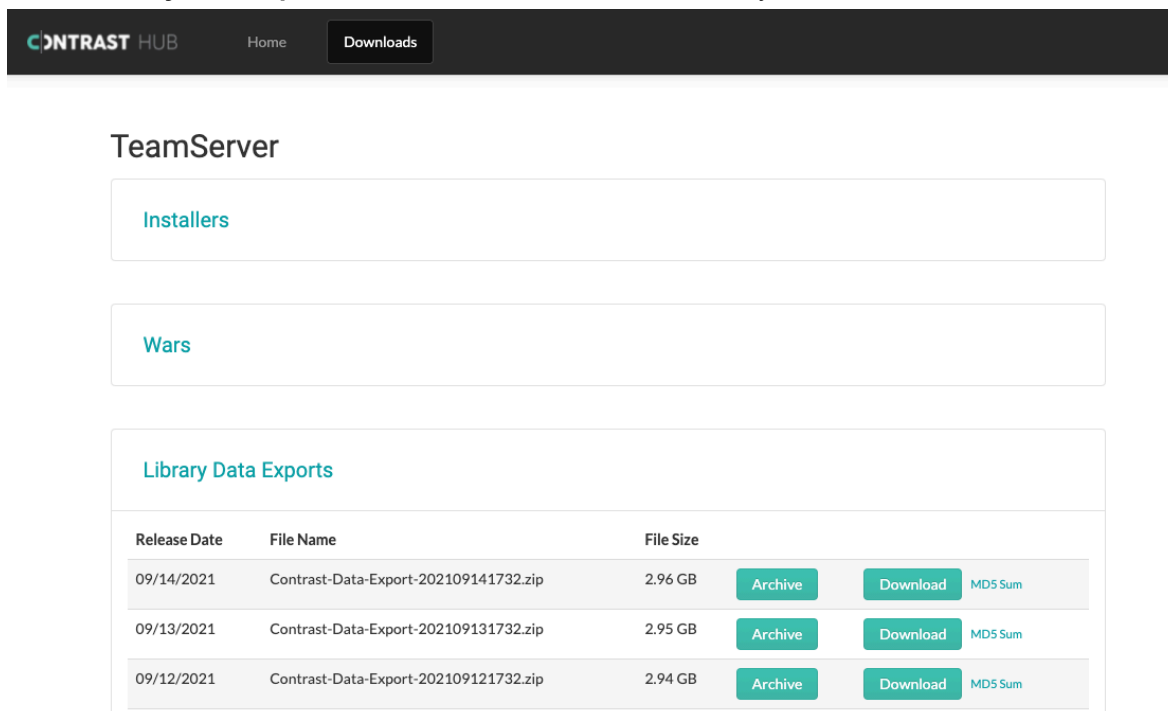 CONTRAST HUB Home Downloads
TeamServer
Installers
Wars
Library Data Exports
Release Date File Name File Size
09/14/2021 Contrast-Data-Export-202109141732.zip 2.96 GB Archive Download MD5 Sum
09/13/2021 Contrast-Data-Export-202109131732.zip 2.95 GB Archive Download MD5 Sum
09/12/2021 Contrast-Data-Export-202109121732.zip 2.94 GB Archive Download MD5 Sum